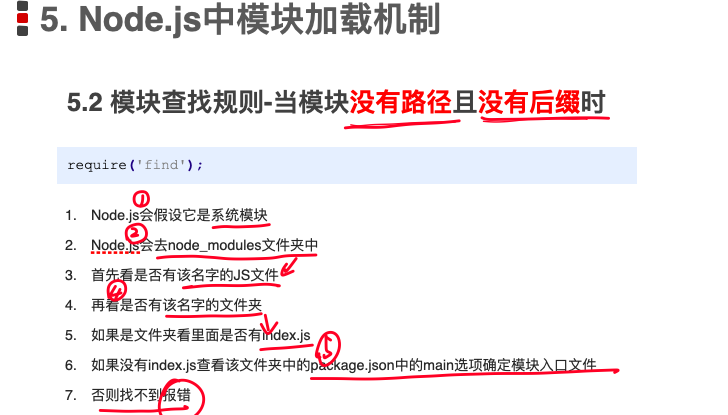 5. Node.js中模块加载机制
5.2 模块查找规则-当模块没有路径且没有后缀时
require('find');
①
1. Node.js会假设它是系统模块
②
2. Node.js会去node_modules文件夹中
3. 首先看是否有该名字的JS文件
④
4. 再看是否有该名字的文件夹
5. 如果是文件夹看里面是否有index.js
⑤
6. 如果没有index.js查看该文件夹中的package.json中的main选项确定模块入口文件
7. 否则找不到报错